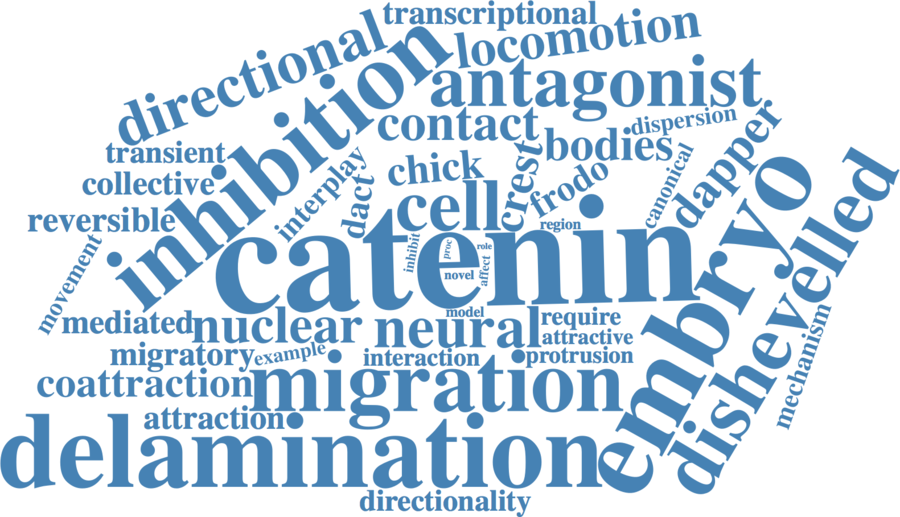 transcriptional
directional
locomotion
inhibition
antagonist
contact
dispersion
bodies
transient
interplay
chick
crest
frodo
canonical
dapper
collective
dact
cell
reversible
region
embryo
dishevelled
movement
inhibit
proc
role
catenin
novel
affect
model
mediated
nuclear
neural
require
attractive
mechanism
migratory
example
interaction
protrusion
coattraction
migration
attraction
delamination
directionality